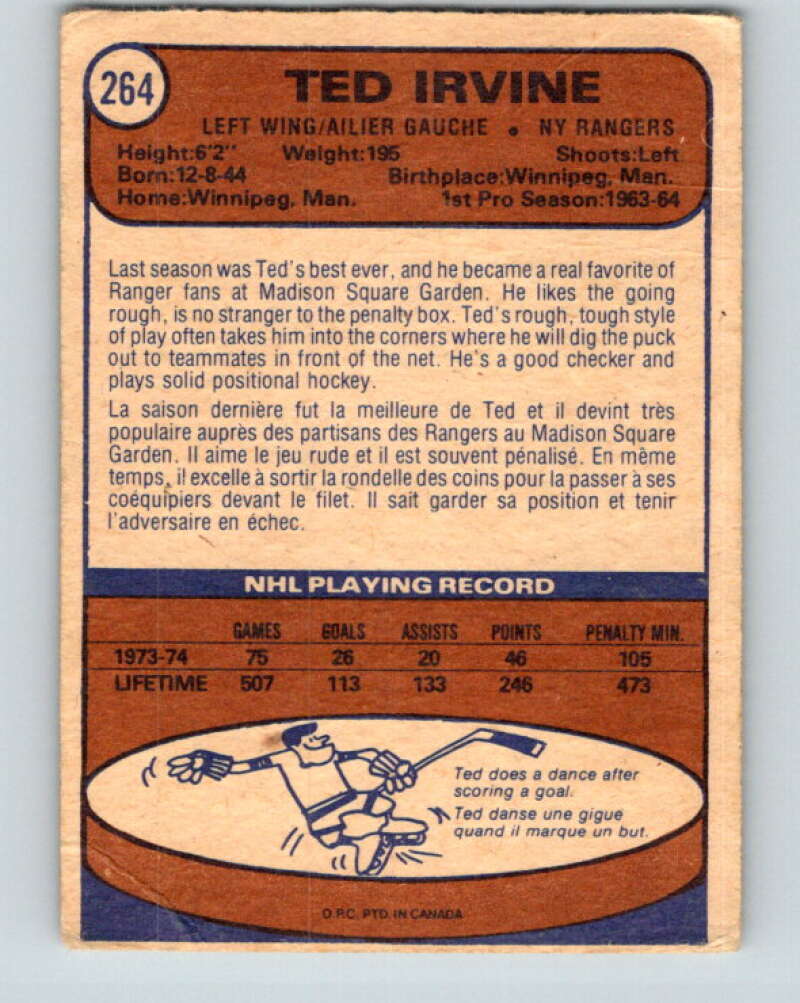 264
TED IRVINE
LEFT WING/AILIER GAUCHE • NY RANGERS
Height:6'2" Weight:195 Shoots:Left
Born:12-8-44 Birthplace:Winnipeg, Man.
Home:Winnipeg, Man. 1st Pro Season:1963-64
Last season was Ted's best ever, and he became a real favorite of
Ranger fans at Madison Square Garden. He likes the going
rough, is no stranger to the penalty box. Ted's rough, tough style
of play often takes him into the corners where he will dig the puck
out to teammates in front of the net. He's a good checker and
plays solid positional hockey.
La saison dernière fut la meilleure de Ted et il devint très
populaire auprès des partisans des Rangers au Madison Square
Garden. Il aime le jeu rude et il est souvent pénalisé. En même
temps, il excelle à sortir la rondelle des coins pour la passer à ses
coéquipiers devant le filet. Il sait garder sa position et tenir
l'adversaire en échec.
NHL PLAYING RECORD
GAMES GOALS ASSISTS POINTS PENALTY MIN.
1973-74 75 26 20 46 105
LIFETIME 507 113 133 246 473
Ted does a dance after
scoring a goal.
Ted danse une gigue
quand il marque un but.
O.P.C. PTD. IN CANADA